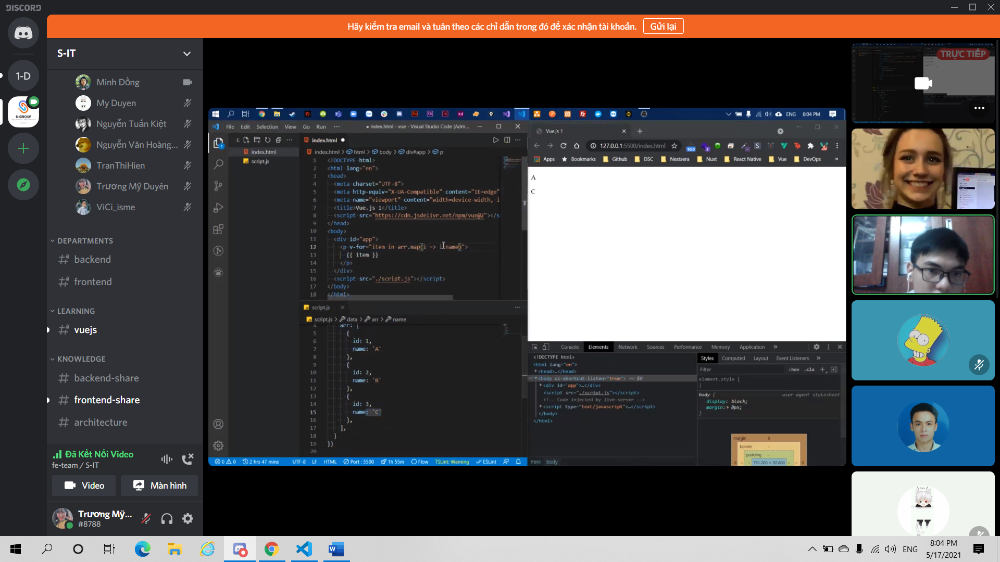 DISCORD
Hãy kiểm tra email và tuân theo các chỉ dẫn trong đó để xác nhận tài khoản.
Gửi lại
S-IT
1-D
S-GROUP
Minh Đồng
My Duyen
Nguyễn Tuấn Kiệt
Nguyễn Văn Hoàng...
TranThiHien
Trương Mỹ Duyên
ViCi_isme
DEPARTMENTS
backend
frontend
LEARNING
vuejs
KNOWLEDGE
backend-share
frontend-share
architecture
Đã Kết Nối Video
fe-team / S-IT
Video
Màn hình
Trương Mỹ...
#8788
ENG 8:04 PM
File Edit Selection View Go Run ···
● index.html - vue - Visual Studio Code [Adm...
index.html
script.js
index.html ●
index.html > html > body > div#app > p
1 <!DOCTYPE html>
2 <html lang="en">
3 <head>
4 <meta charset="UTF-8">
5 <meta http-equiv="X-UA-Compatible" content="IE=edge"
6 <meta name="viewport" content="width=device-width, i
7 <title>Vue.js 1</title>
8 <script src="https://cdn.jsdelivr.net/npm/vue@2"></s
9 </head>
10 <body>
11 <div id="app">
12 <p v-for="item in arr.map(i => i.name)">
13 {{ item }}
14 </p>
15 </div>
16 <script src="./script.js"></script>
17 </body>
18 </html>
script.js
script.js > data > arr > name
4 arr: [
5 {
6 id: 1,
7 name: 'A'
8 },
9 {
10 id: 2,
11 name: 'B'
12 },
13 {
14 id: 3,
15 name: 'C'
16 },
17 ],
18 }
19 })
20
0 0 2 hrs 47 mins UTF-8 LF HTML Port : 5500 1h 55m Flow TSLint: Warning ESLint
Vue.js 1
127.0.0.1:5500/index.html
Apps Bookmarks Github DSC Nestsera Nuxt React Native Vue DevOps »
A
C
Console Elements Network Sources Performance Memory Application »
<!DOCTYPE html>
<html lang="en">
<head>…</head>
<body cz-shortcut-listen="true"> == $0
<div id="app">…</div>
<script src="./script.js"></script>
<!-- Code injected by live-server -->
<script type="text/javascript">…</script>
</body>
</html>
html body
Styles Computed Layout Event Listeners »
Filter :hov .cls +
element.style {
}
body { user agent stylesheet
display: block;
margin: 8px;
}
margin 8
border –
padding –
8 – – 751.200 × 52.800 – – 8
TRỰC TIẾP
ENG
8:04 PM
5/17/2021